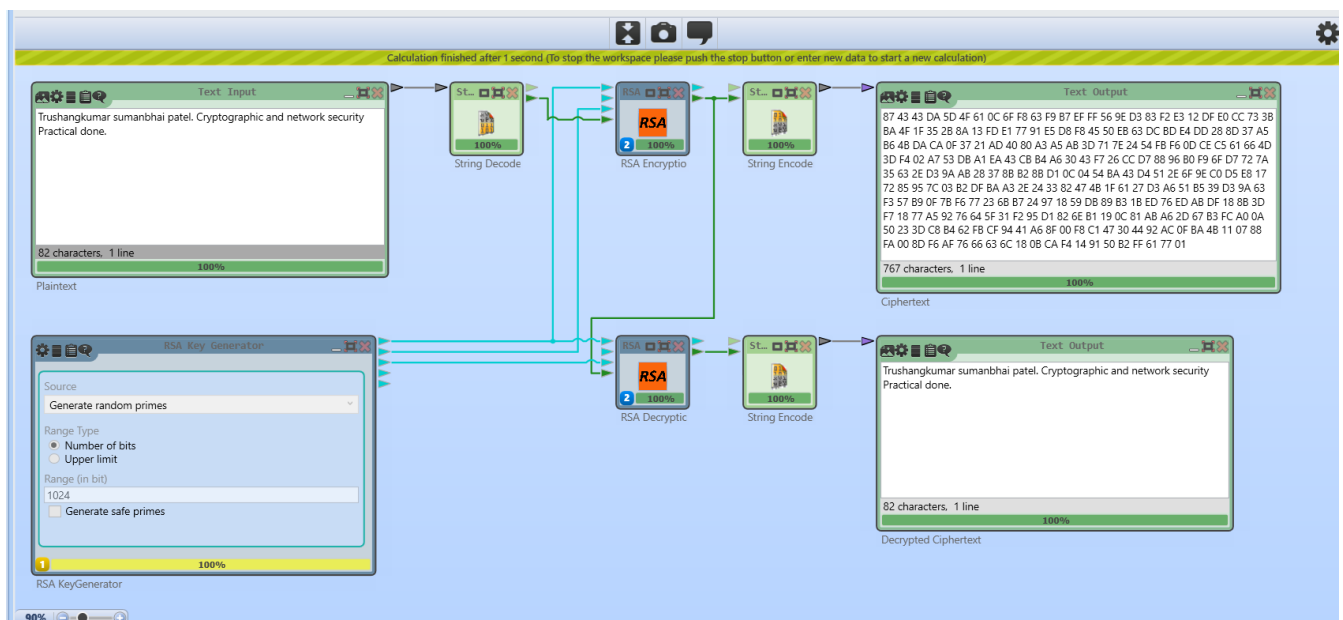 Calculation finished after 1 second (To stop the workspace please push the stop button or enter new data to start a new calculation)
Text Input
Trushangkumar sumanbhai patel. Cryptographic and network security
Practical done.
82 characters, 1 line
100%
Plaintext
St...
100%
String Decode
RSA
RSA
2
100%
RSA Encryptio
St...
100%
String Encode
Text Output
87 43 43 DA 5D 4F 61 0C 6F F8 63 F9 B7 EF FF 56 9E D3 83 F2 E3 12 DF E0 CC 73 3B
BA 4F 1F 35 2B 8A 13 FD E1 77 91 E5 D8 F8 45 50 EB 63 DC BD E4 DD 28 8D 37 A5
B6 4B DA CA 0F 37 21 AD 40 80 A3 A5 AB 3D 71 7E 24 54 FB F6 0D CE C5 61 66 4D
3D F4 02 A7 53 DB A1 EA 43 CB B4 A6 30 43 F7 26 CC D7 88 96 B0 F9 6F D7 72 7A
35 63 2E D3 9A AB 28 37 8B B2 8B D1 0C 04 54 BA 43 D4 51 2E 6F 9E C0 D5 E8 17
72 85 95 7C 03 B2 DF BA A3 2E 24 33 82 47 4B 1F 61 27 D3 A6 51 B5 39 D3 9A 63
F3 57 B9 0F 7B F6 77 23 6B B7 24 97 18 59 DB 89 B3 1B ED 76 ED AB DF 18 8B 3D
F7 18 77 A5 92 76 64 5F 31 F2 95 D1 82 6E B1 19 0C 81 AB A6 2D 67 B3 FC A0 0A
50 23 3D C8 B4 62 FB CF 94 41 A6 8F 00 F8 C1 47 30 44 92 AC 0F BA 4B 11 07 88
FA 00 8D F6 AF 76 66 63 6C 18 0B CA F4 14 91 50 B2 FF 61 77 01
767 characters, 1 line
100%
Ciphertext
RSA Key Generator
Source
Generate random primes
Range Type
Number of bits
Upper limit
Range (in bit)
1024
Generate safe primes
1
100%
RSA KeyGenerator
RSA
RSA
2
100%
RSA Decryptic
St...
100%
String Encode
Text Output
Trushangkumar sumanbhai patel. Cryptographic and network security
Practical done.
82 characters, 1 line
100%
Decrypted Ciphertext
90%